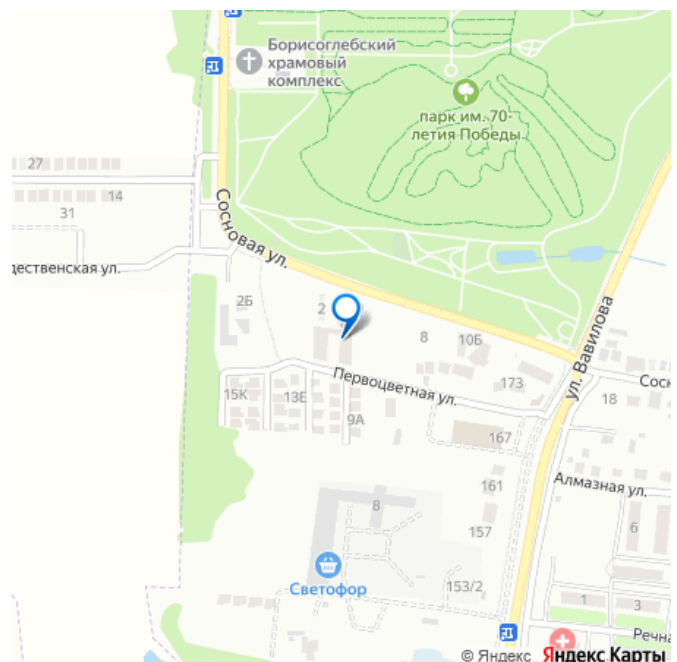 Борисоглебский
храмовый
комплекс
парк им. 70-
летия Победы
27
14
31
Сосновая ул.
дественская ул.
2Б
2
8
10Б
ул. Вавилова
Первоцветная ул.
173
Сосн
15К
13Е
9А
18
167
161
Алмазная ул.
8
157
6
Светофор
153/2
1
3
Речна
© Яндекс Яндекс Карты